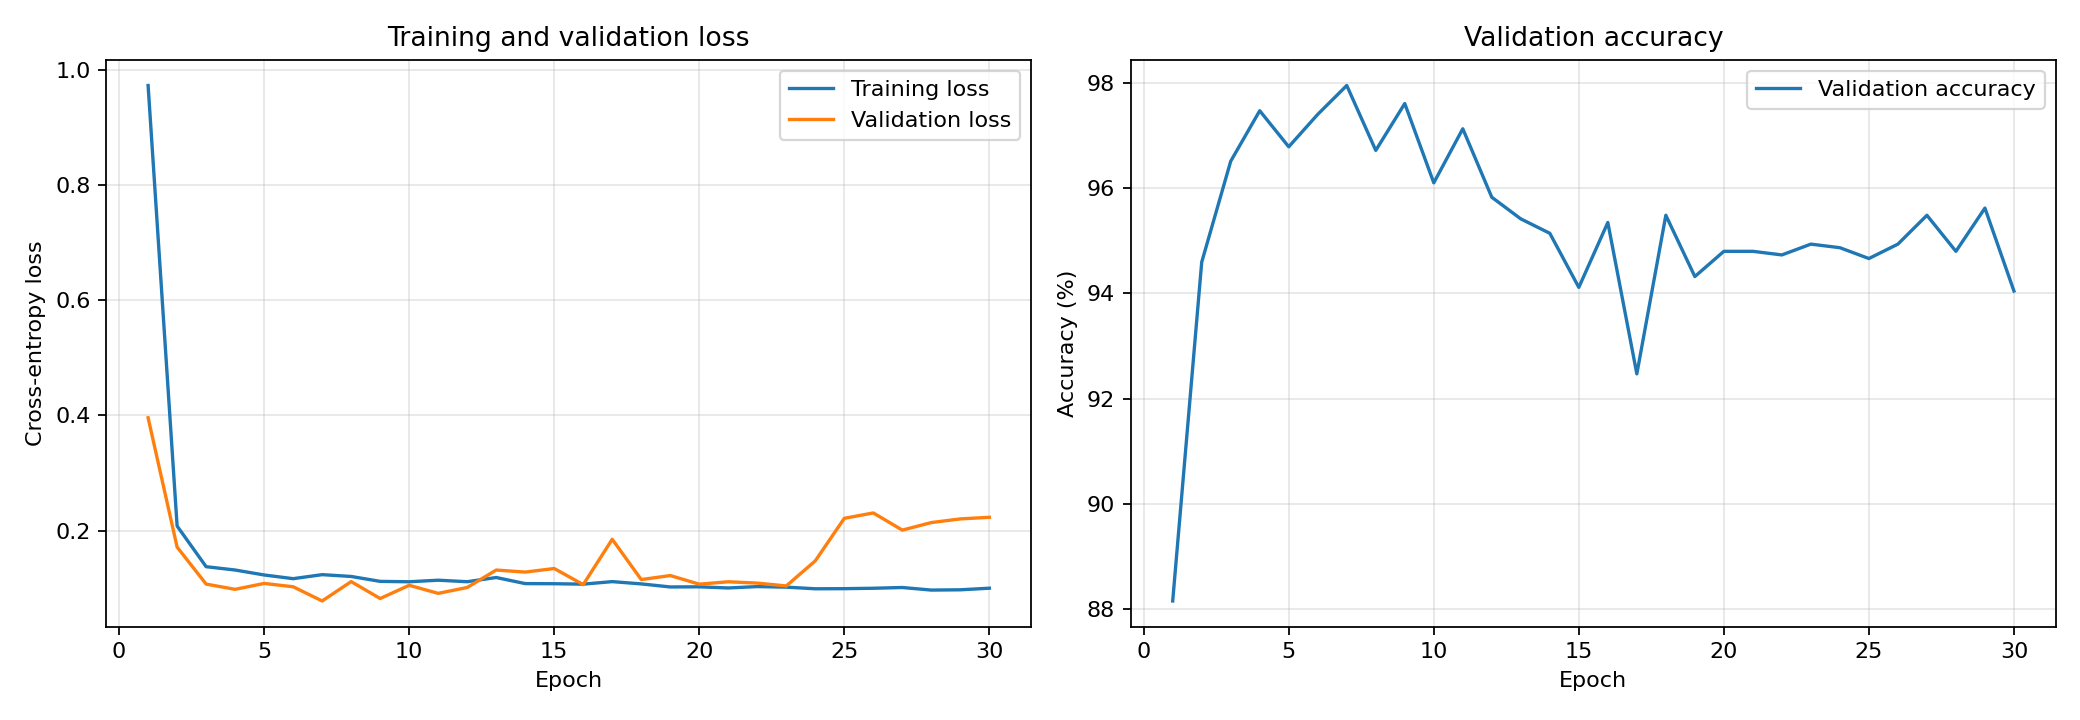 Training and validation loss
Training loss
Validation loss
Cross-entropy loss
1.0
0.8
0.6
0.4
0.2
0 5 10 15 20 25 30
Epoch
Validation accuracy
Validation accuracy
Accuracy (%)
98
96
94
92
90
88
0 5 10 15 20 25 30
Epoch